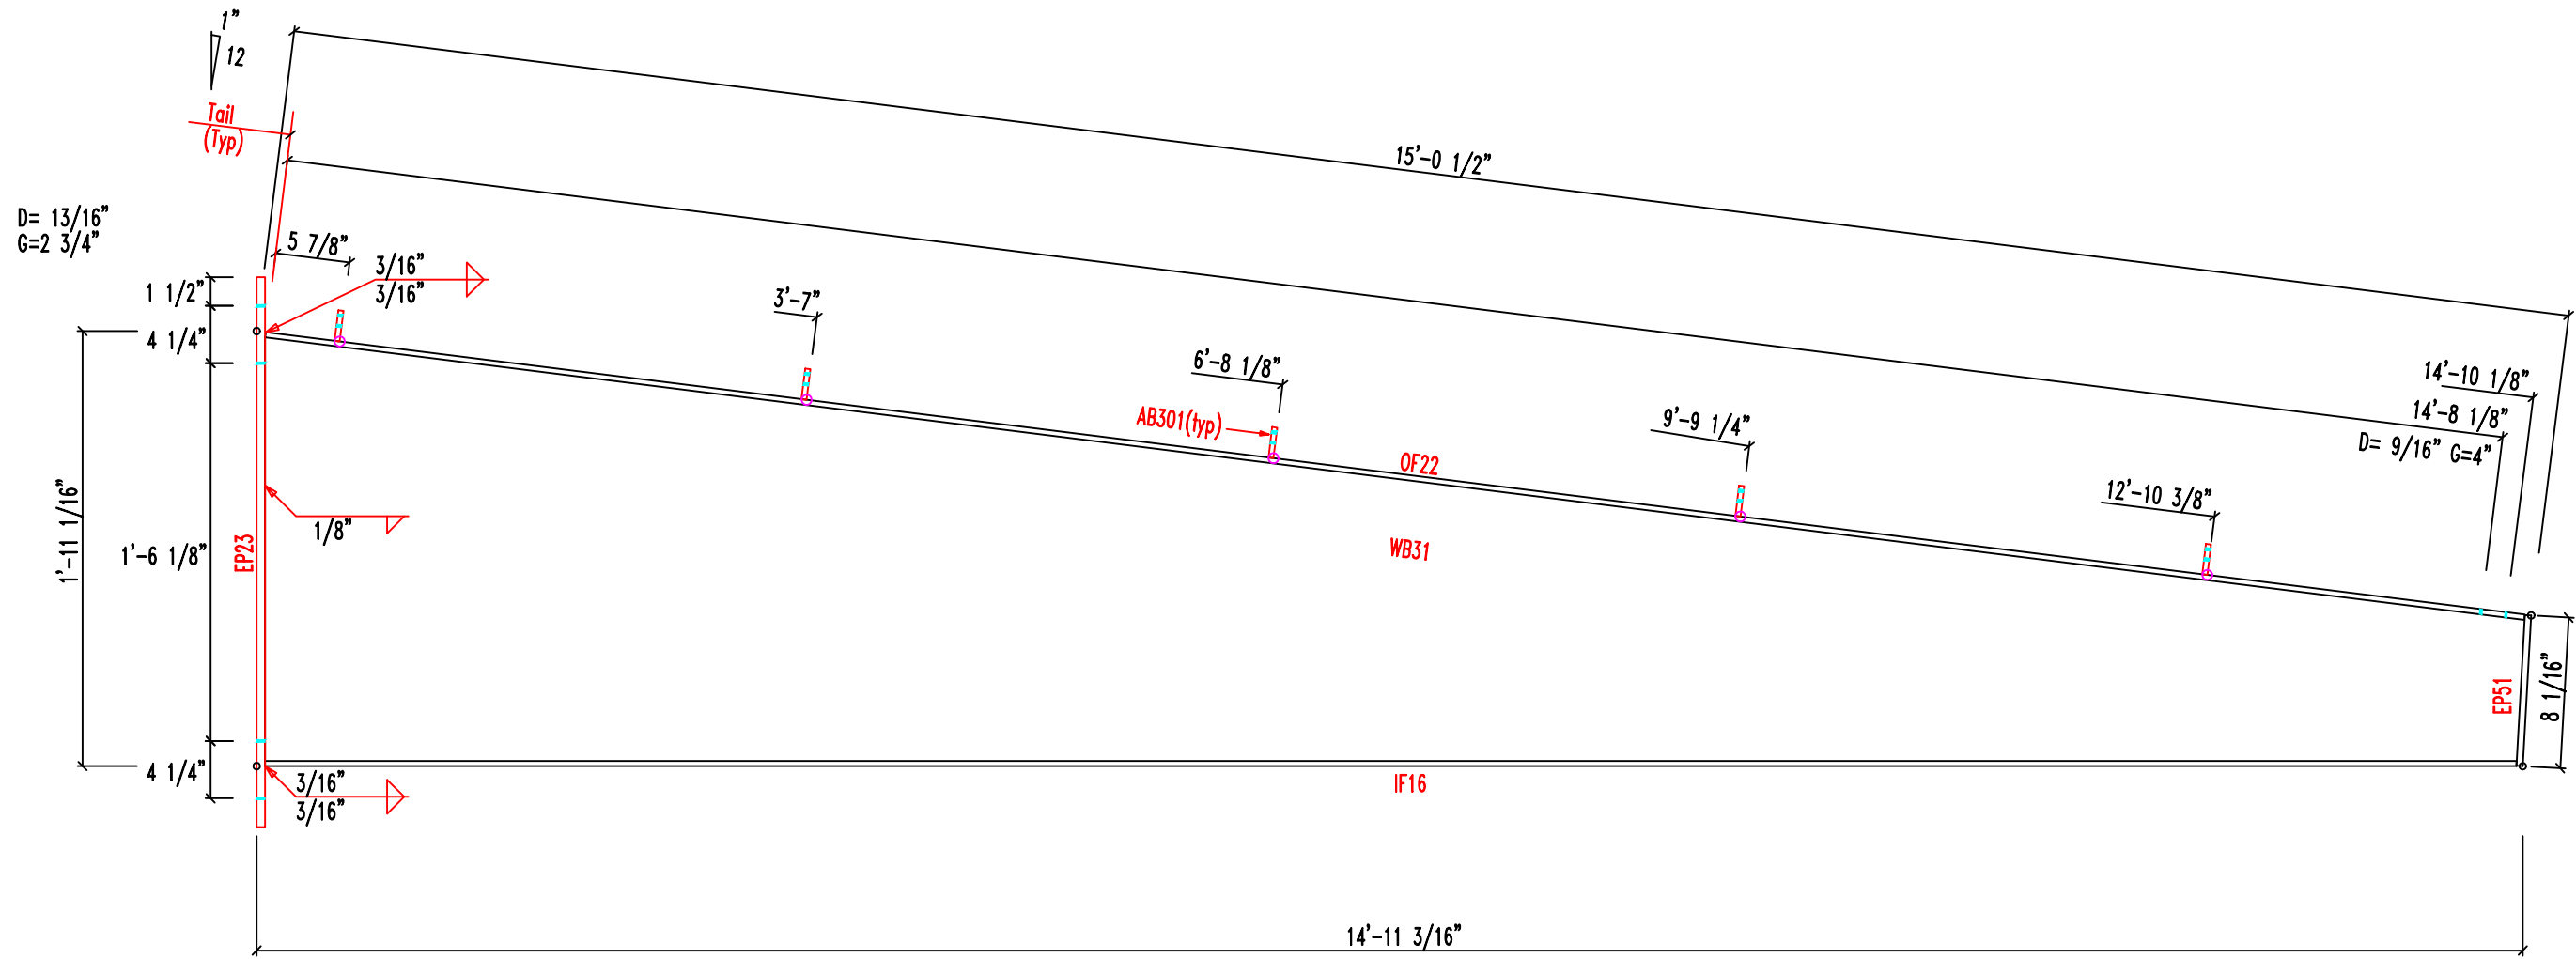 1"
12
Tail
(Typ)
15'-0 1/2"
D= 13/16"
G=2 3/4"
5 7/8"
3/16"
3/16"
1 1/2"
4 1/4"
3'-7"
6'-8 1/8"
AB301(typ)
9'-9 1/4"
14'-10 1/8"
14'-8 1/8"
D= 9/16" G=4"
OF22
12'-10 3/8"
1'-11 1/16"
1'-6 1/8"
EP23
1/8"
WB31
EP51
8 1/16"
4 1/4"
3/16"
3/16"
IF16
14'-11 3/16"